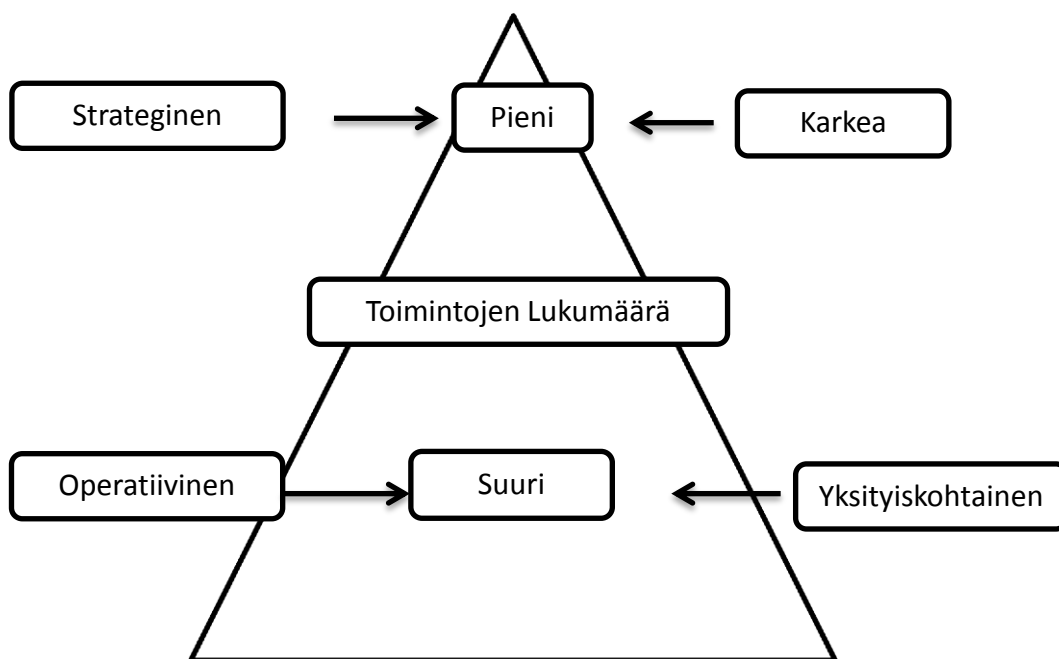 Strateginen
Pieni
Karkea
Toimintojen Lukumäärä
Operatiivinen
Suuri
Yksityiskohtainen